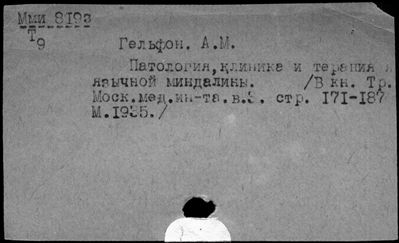 Мми 8193
Т
9
Гельфон. А.М.
Патология, клиника и терапия я
язычной миндалины. /В кн. Тр.
Моск.мед.ин-та.в.3. стр. 171-187
М.1935./